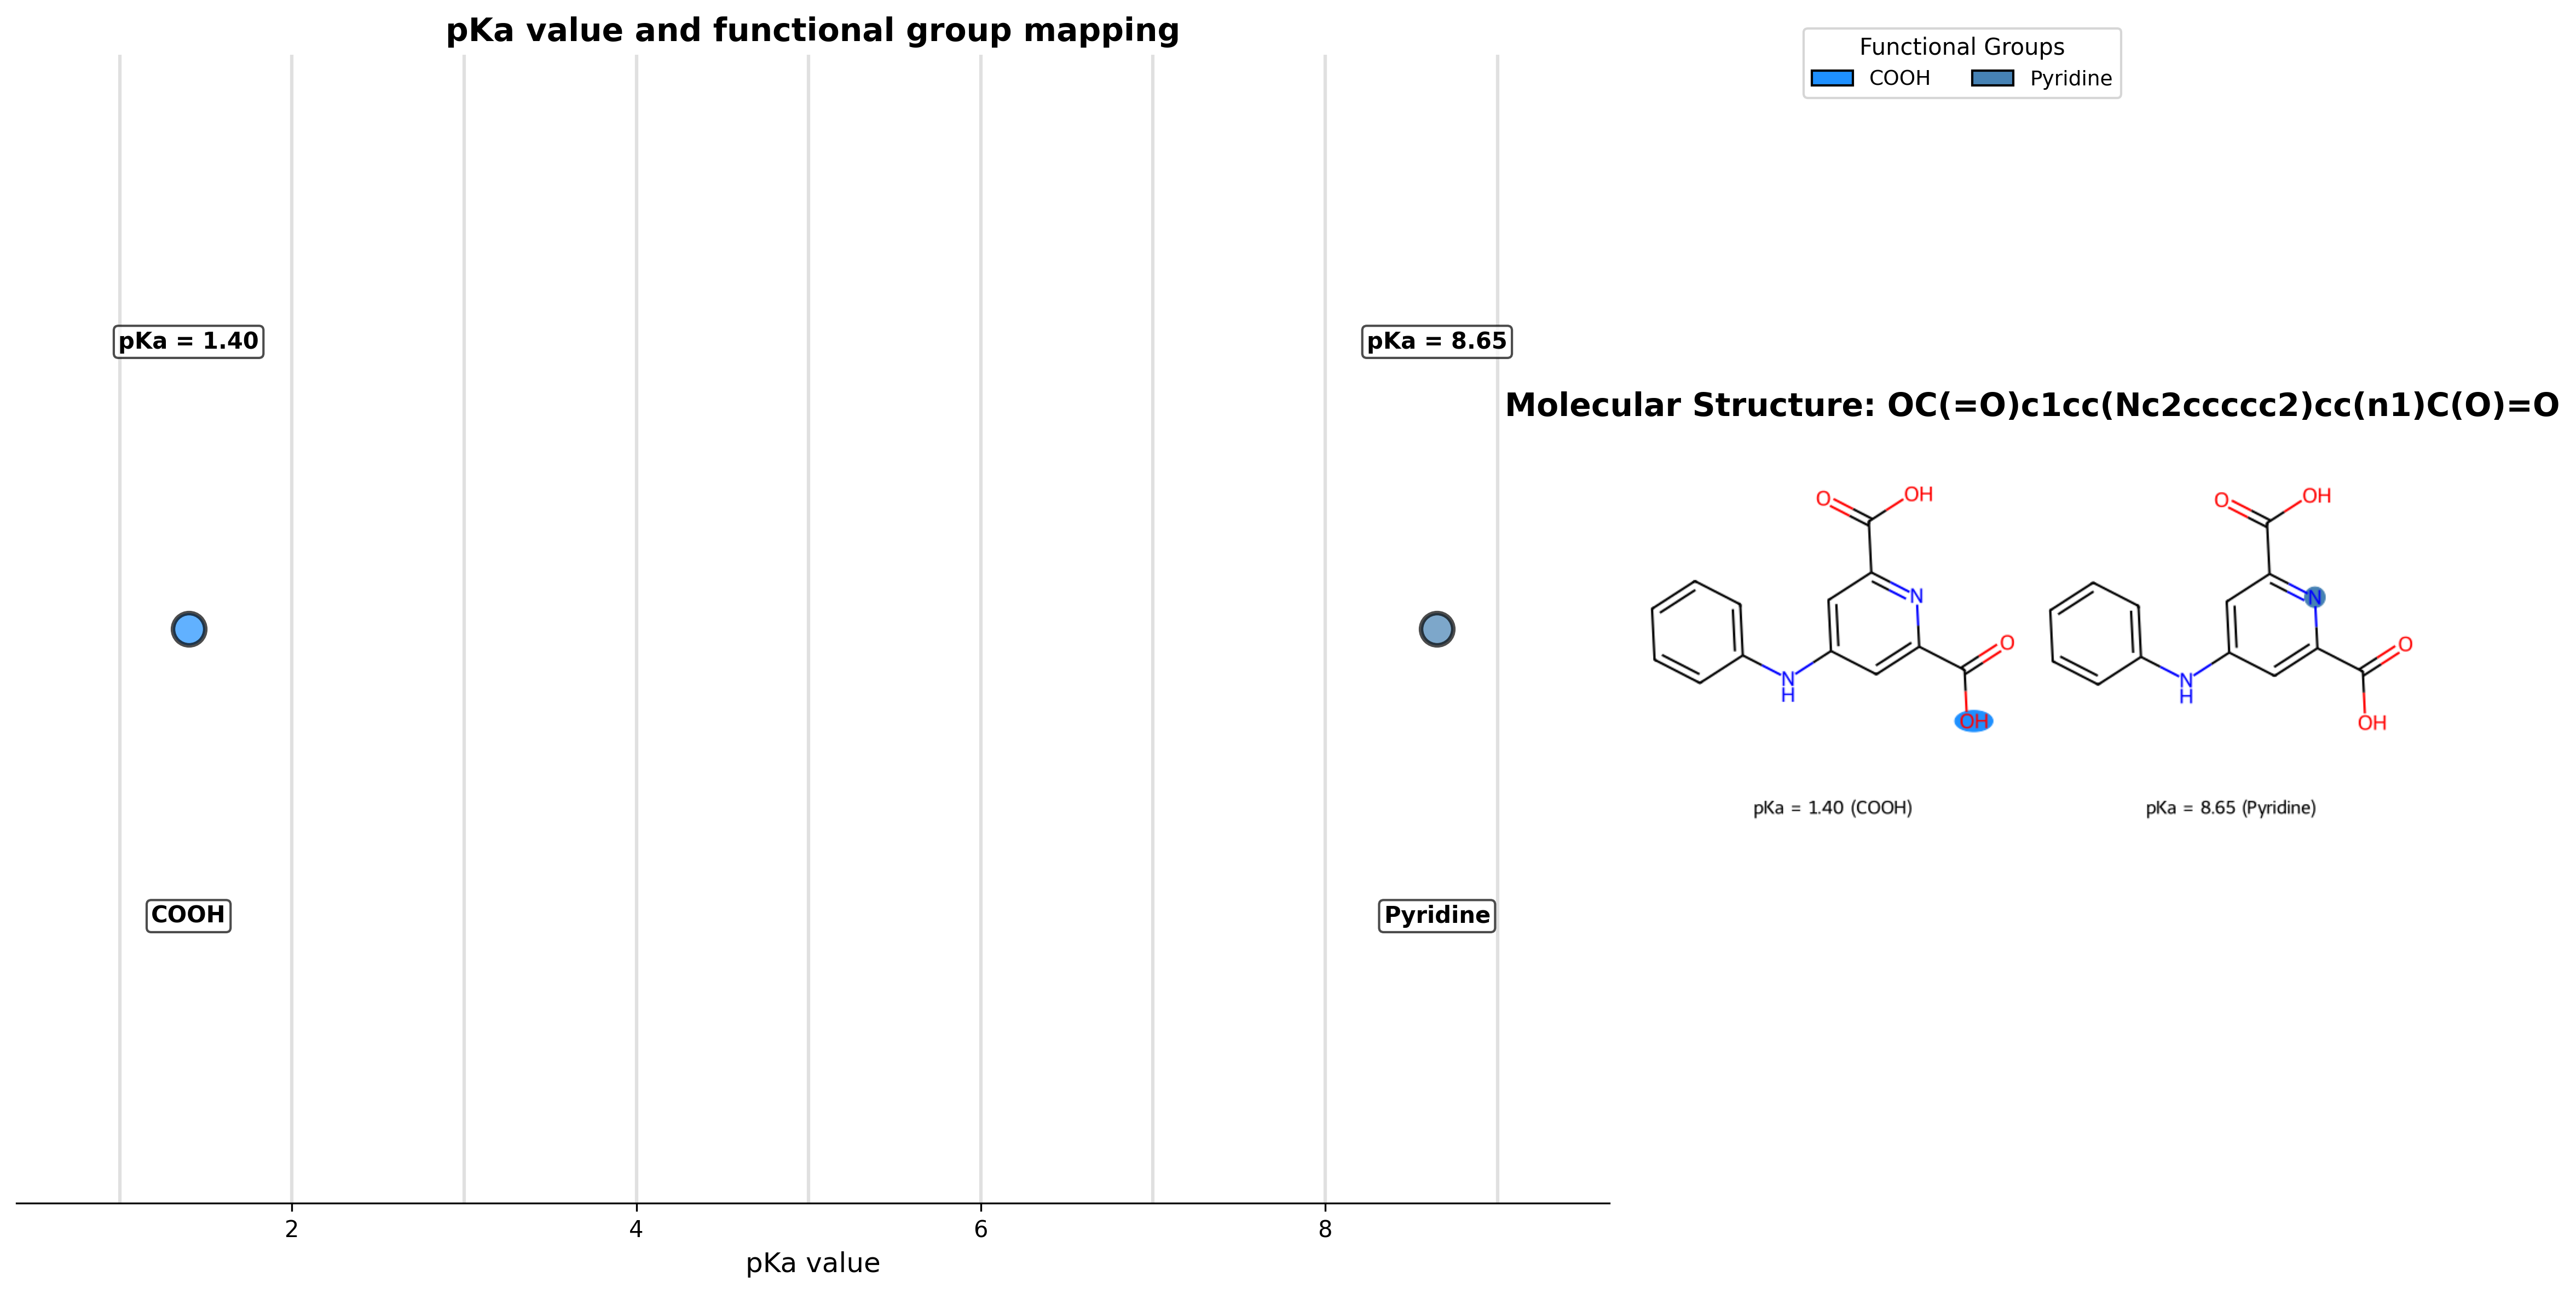 pKa value and functional group mapping
Functional Groups
COOH
Pyridine
pKa = 1.40
pKa = 8.65
COOH
Pyridine
2
4
6
8
pKa value
Molecular Structure: OC(=O)c1cc(Nc2ccccc2)cc(n1)C(O)=O
O
OH
N
O
N
H
OH
pKa = 1.40 (COOH)
O
OH
N
O
N
H
OH
pKa = 8.65 (Pyridine)